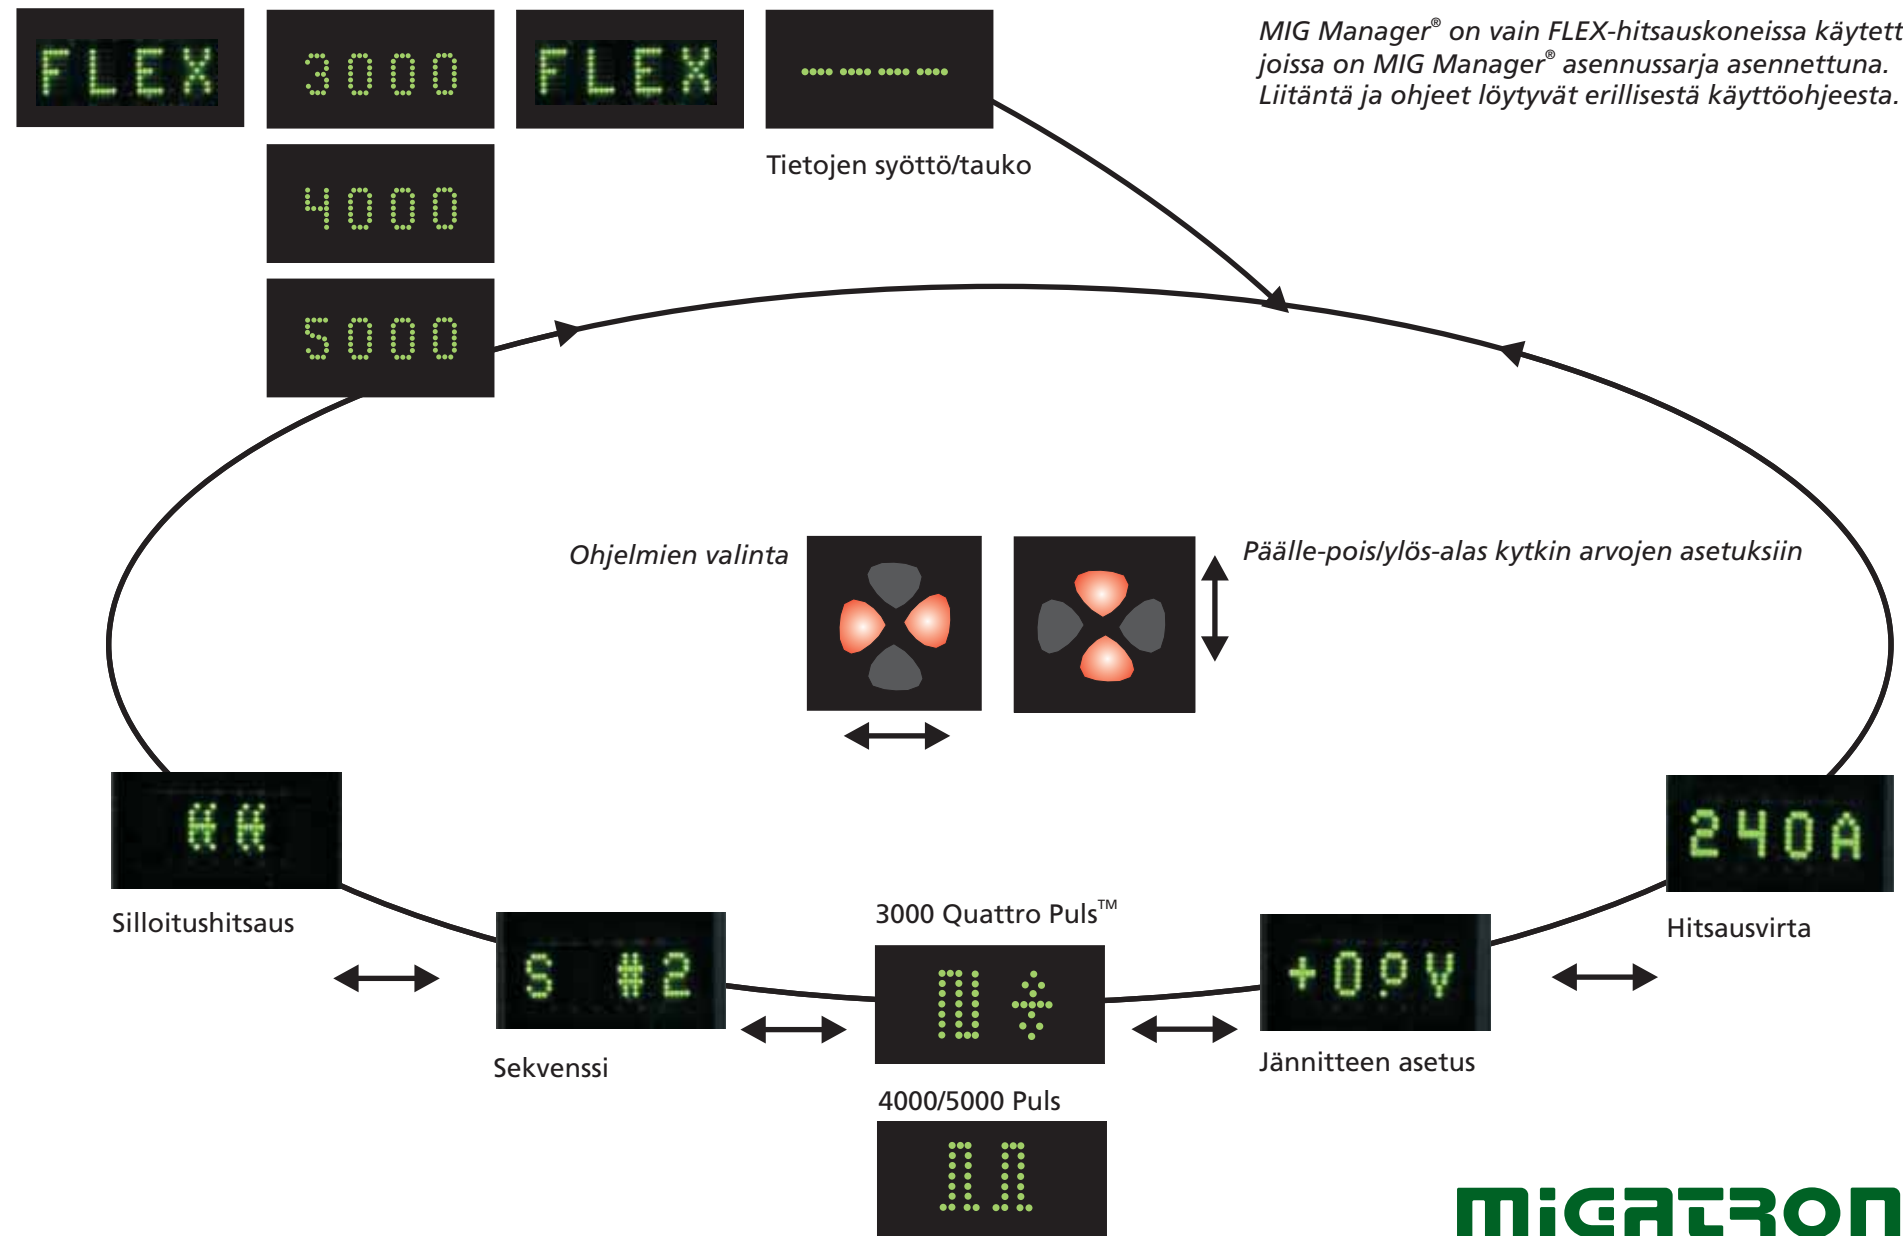 FLEX 3000 FLEX ---- 
MIG Manager® on vain FLEX-hitsauskoneissa
joissa on MIG Manager® asennussarja asennettuna.
Liitäntä ja ohjeet löytyvät erillisestä käyttöohjeesta.
Tietojen syöttö/tauko
4000
5000
Ohjelmien valinta
Päälle-pois/ylös-alas kytkin arvojen asetuksiin
240A
Silloitushitsaus
3000 Quattro Puls™
Hitsausvirta
S #2
+0.0V
Sekvenssi
Jännitteen asetus
4000/5000 Puls
MIGATRON